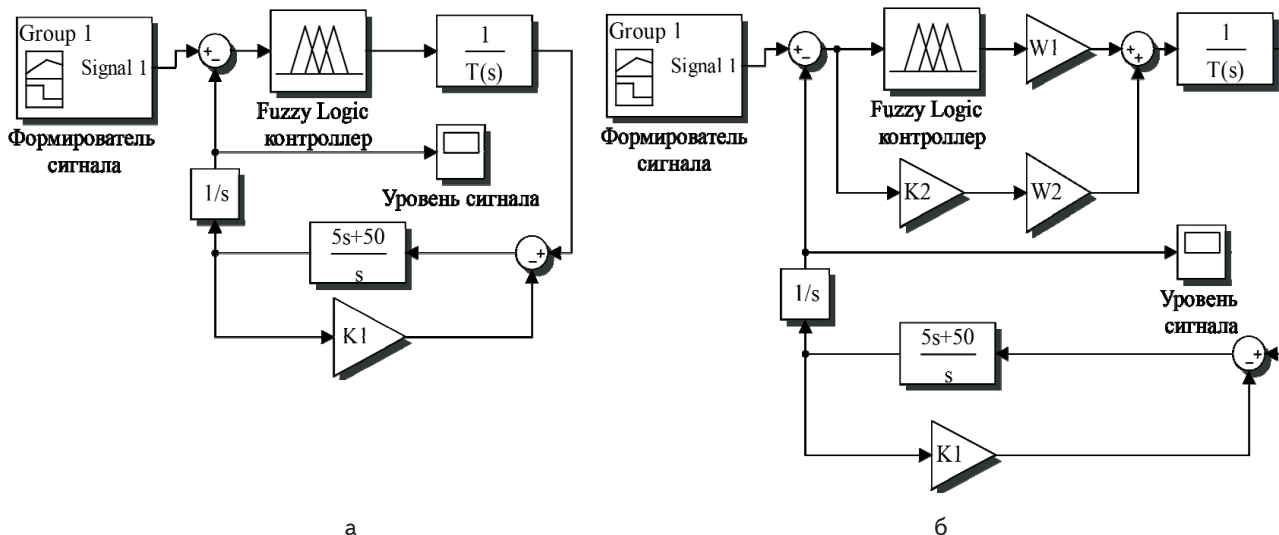 Group 1
Signal 1
Формирователь
сигнала
+
−
Fuzzy Logic
контроллер
1
T(s)
Уровень сигнала
1/s
5s+50
s
−
+
K1
а
Group 1
Signal 1
Формирователь
сигнала
+
−
Fuzzy Logic
контроллер
W1
+
+
1
T(s)
K2
W2
Уровень
сигнала
1/s
5s+50
s
−
+
K1
б